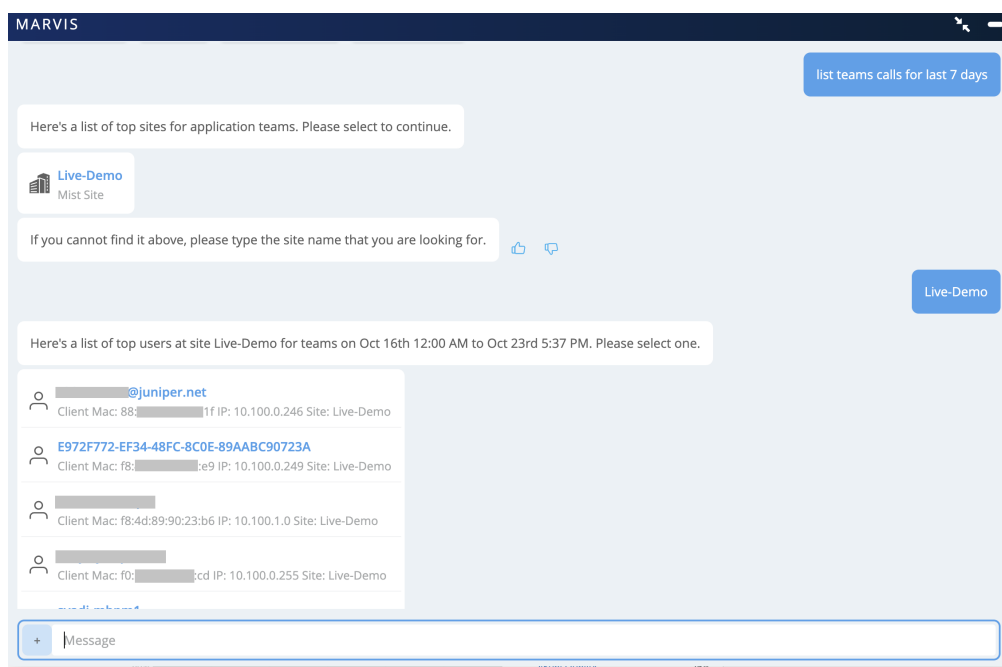 MARVIS
list teams calls for last 7 days
Here's a list of top sites for application teams. Please select to continue.
Live-Demo
Mist Site
If you cannot find it above, please type the site name that you are looking for.
Live-Demo
Here's a list of top users at site Live-Demo for teams on Oct 16th 12:00 AM to Oct 23rd 5:37 PM. Please select one.
@juniper.net
Client Mac: 88: 1f IP: 10.100.0.246 Site: Live-Demo
E972F772-EF34-48FC-8C0E-89AABC90723A
Client Mac: f8: :e9 IP: 10.100.0.249 Site: Live-Demo
Client Mac: f8:4d:89:90:23:b6 IP: 10.100.1.0 Site: Live-Demo
Client Mac: f0: :cd IP: 10.100.0.255 Site: Live-Demo
+ Message